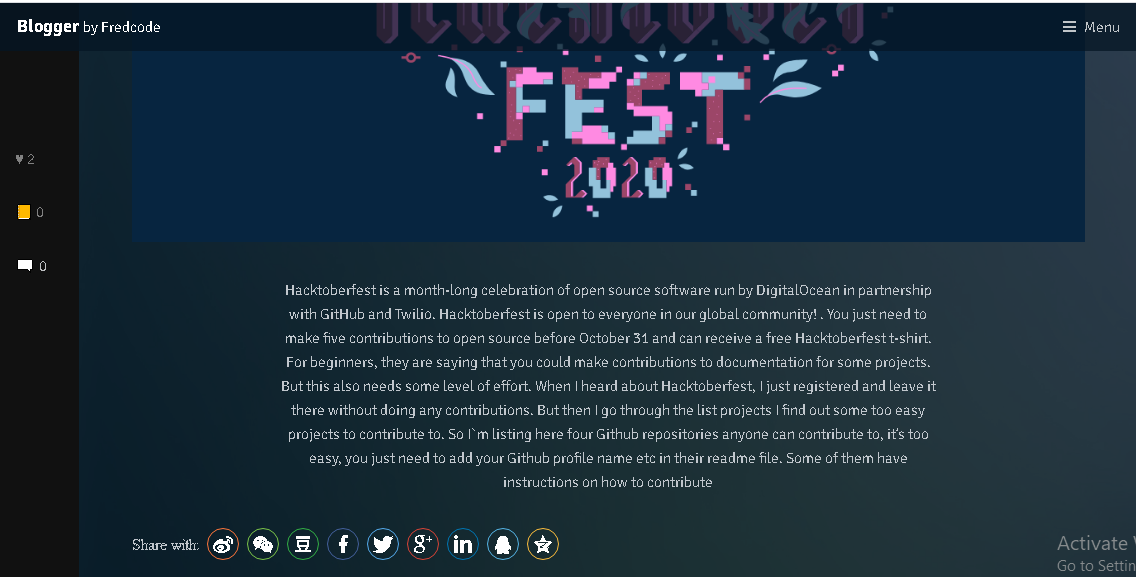 Blogger by Fredcode
Menu
FEST
2020
2
0
0
Hacktoberfest is a month-long celebration of open source software run by DigitalOcean in partnership
with GitHub and Twilio. Hacktoberfest is open to everyone in our global community! . You just need to
make five contributions to open source before October 31 and can receive a free Hacktoberfest t-shirt.
For beginners, they are saying that you could make contributions to documentation for some projects.
But this also needs some level of effort. When I heard about Hacktoberfest, I just registered and leave it
there without doing any contributions. But then I go through the list projects I find out some too easy
projects to contribute to. So I`m listing here four Github repositories anyone can contribute to, it's too
easy, you just need to add your Github profile name etc in their readme file. Some of them have
instructions on how to contribute
Share with: 豆 f g+ in
Activate
Go to Settin